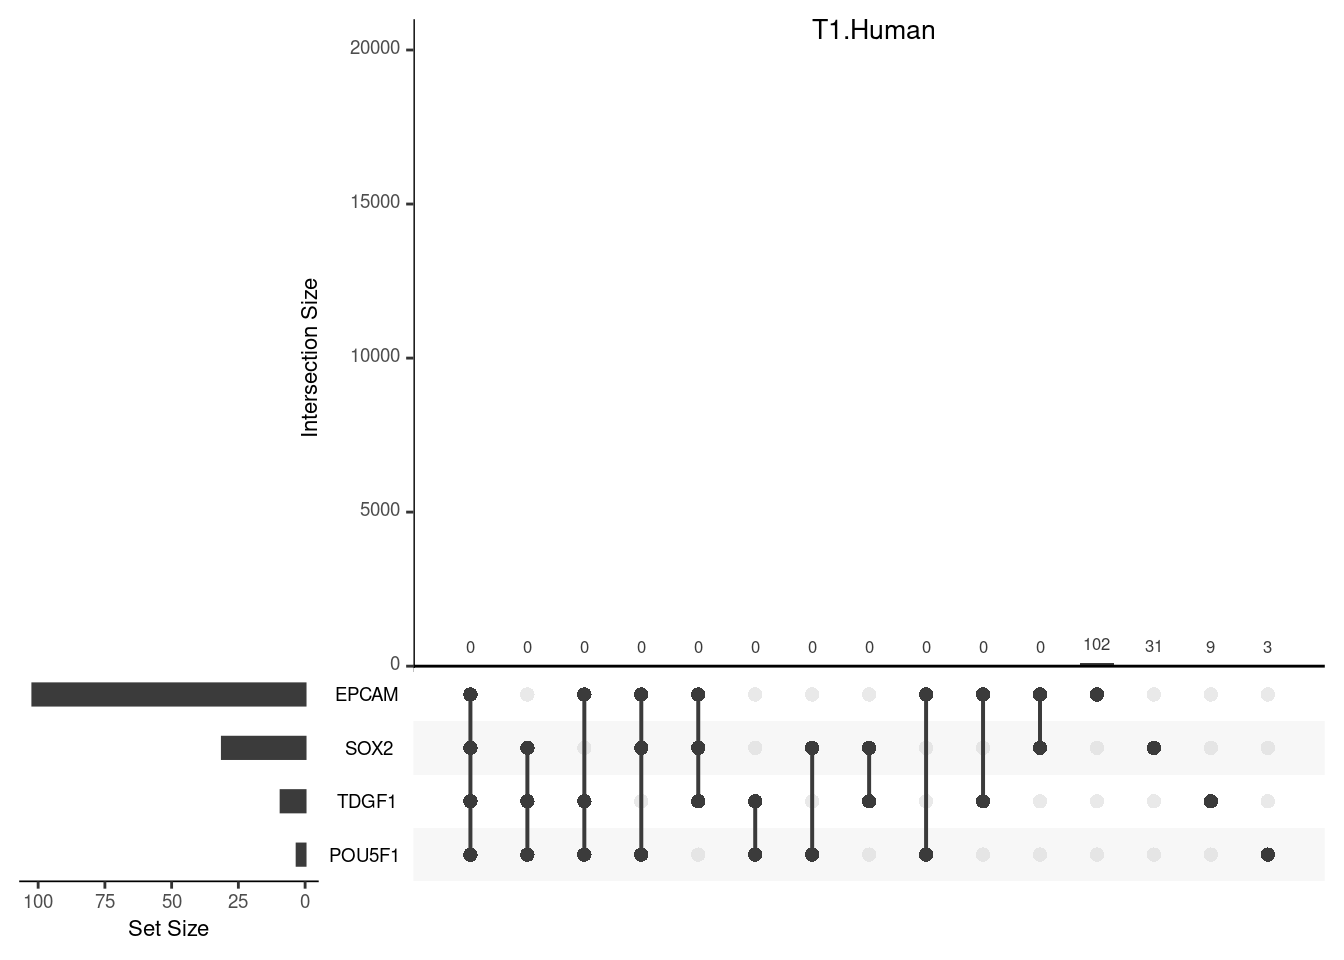 T1.Human
20000
15000
10000
5000
0
Intersection Size
0 0 0 0 0 0 0 0 0 0 0 102 31 9 3
EPCAM
SOX2
TDGF1
POU5F1
100 75 50 25 0
Set Size